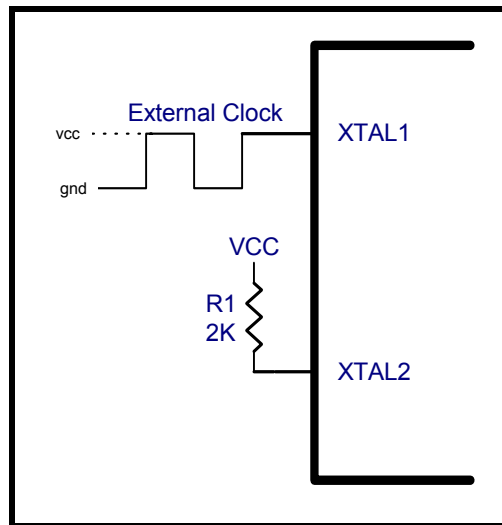 External Clock
vcc
XTAL1
gnd
VCC
R1
2K
XTAL2